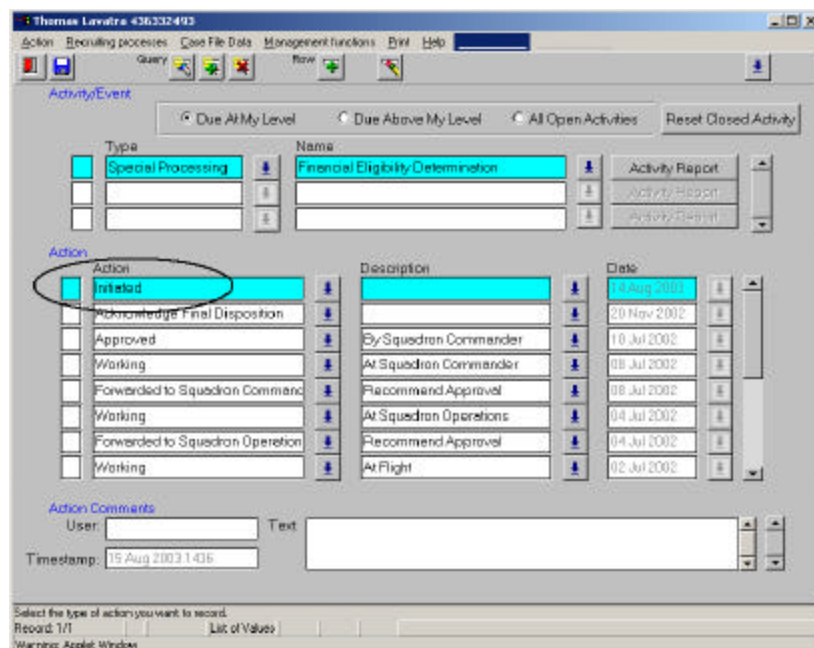 Thomas Lavatra 436332493
Action Recruiting processes Case File Data Management functions Print Help
Query Row
Activity/Event
Due At My Level Due Above My Level All Open Activities Reset Closed Activity
Type Name
Special Processing Financial Eligibility Determination Activity Report
Activity Report
Activity Report
Action
Action Description Date
Initiated 14 Aug 2003
Acknowledge Final Disposition 20 Nov 2002
Approved By Squadron Commander 10 Jul 2002
Working At Squadron Commander 08 Jul 2002
Forwarded to Squadron Command Recommend Approval 08 Jul 2002
Working At Squadron Operations 04 Jul 2002
Forwarded to Squadron Operation Recommend Approval 04 Jul 2002
Working At Flight 02 Jul 2002
Action Comments
User: Text
Timestamp: 15 Aug 2003 1436
Select the type of action you want to record.
Record: 1/1 List of Values
Warning: Applet Window